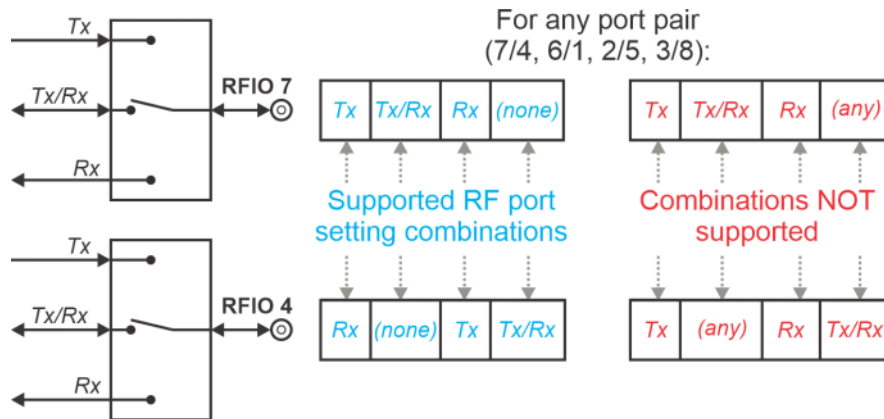 For any port pair
(7/4, 6/1, 2/5, 3/8):
Tx
Tx/Rx
RFIO 7
Rx
Tx Tx/Rx Rx (none)
Supported RF port
setting combinations
Rx (none) Tx Tx/Rx
Tx Tx/Rx Rx (any)
Combinations NOT
supported
Tx (any) Rx Tx/Rx
Tx
Tx/Rx
RFIO 4
Rx